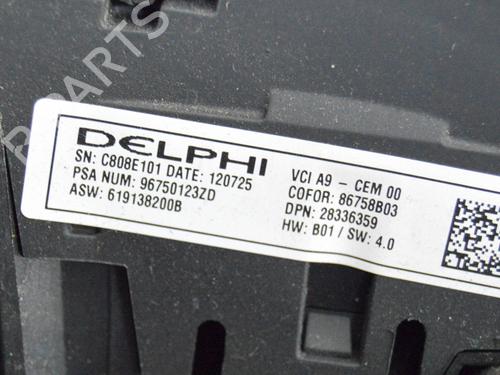 B PARTS
DELPHI
SN: C808E101 DATE: 120725
PSA NUM: 96750123ZD
ASW: 619138200B
VCI A9 - CEM 00
COFOR: 86758B03
DPN: 28336359
HW: B01 / SW: 4.0